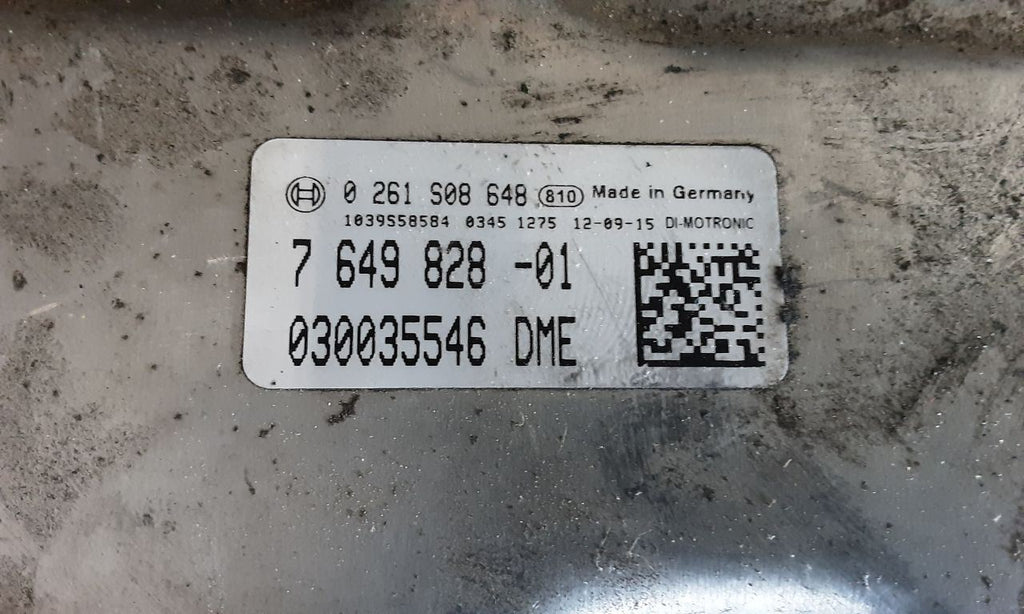 0 261 S08 648 810 Made in Germany
1039S58584 0345 1275 12-09-15 DI-MOTRONIC
7 649 828 -01
030035546 DME